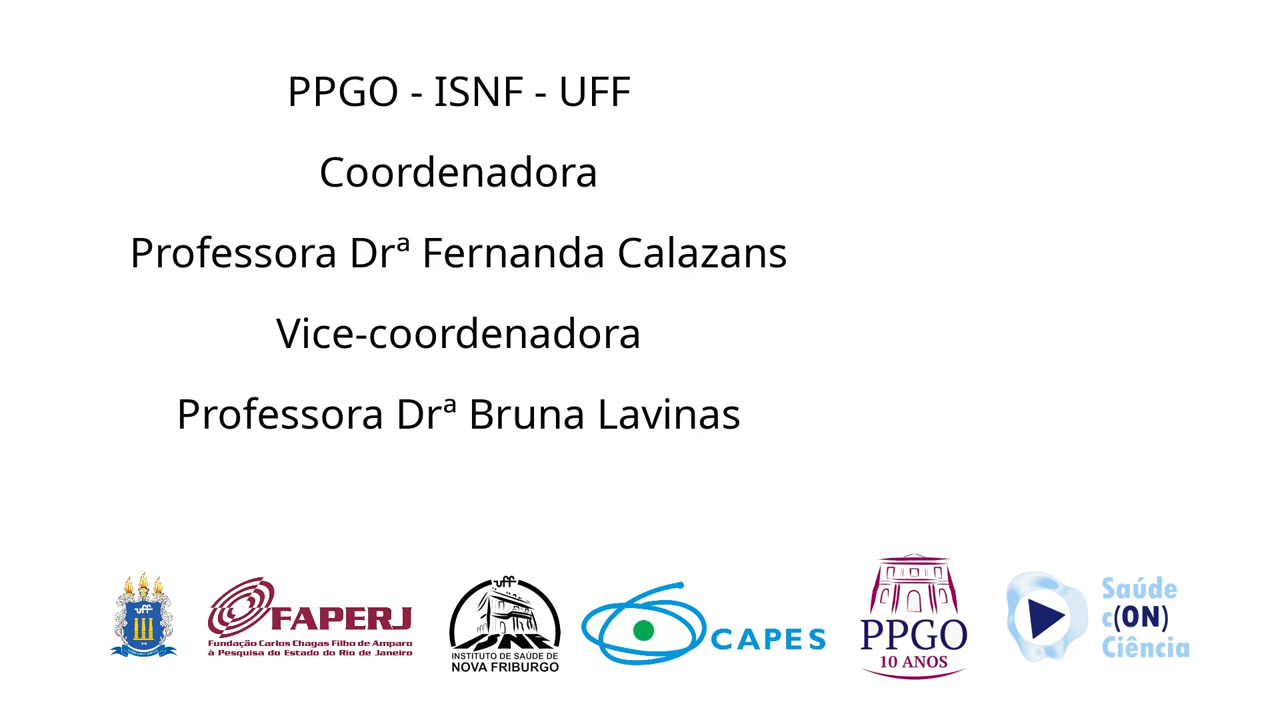 PPGO - ISNF - UFF
Coordenadora
Professora Drª Fernanda Calazans
Vice-coordenadora
Professora Drª Bruna Lavinas
uff
FAPERJ
Fundação Carlos Chagas Filho de Amparo
à Pesquisa do Estado do Rio de Janeiro
uff
ISNF
INSTITUTO DE SAÚDE DE
NOVA FRIBURGO
CAPES
PPGO
10 ANOS
Saúde
c(ON)
Ciência